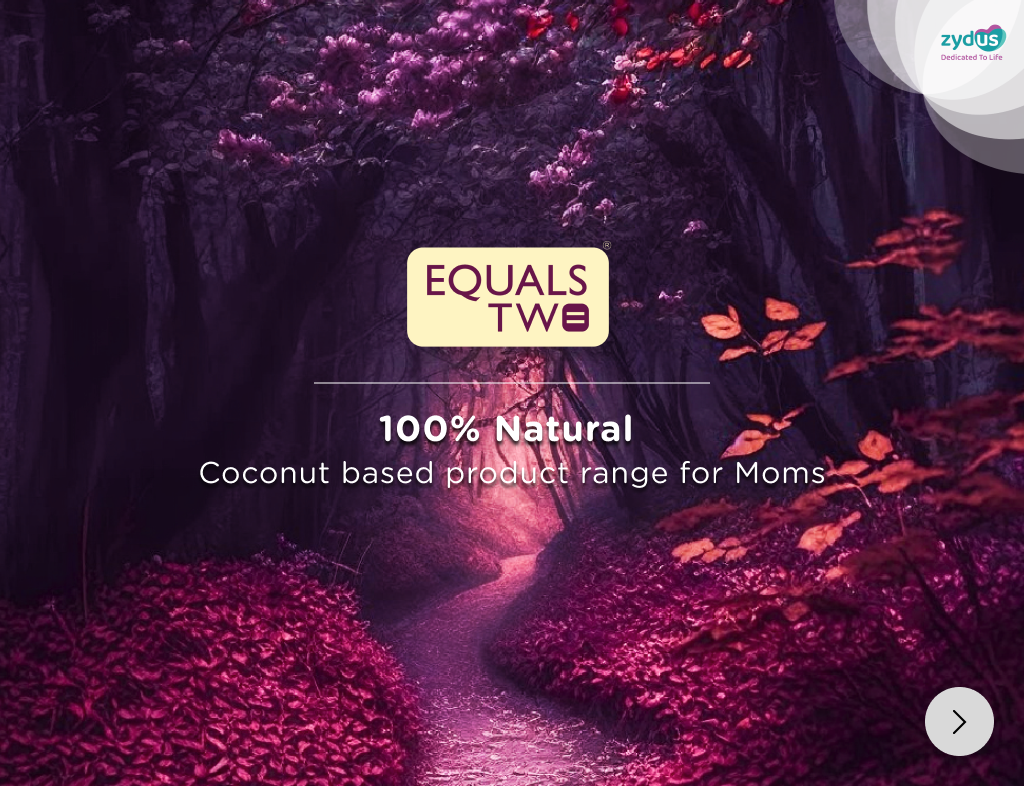 zydus
Dedicated To Life
EQUALS
TWO
®
100% Natural
Coconut based product range for Moms